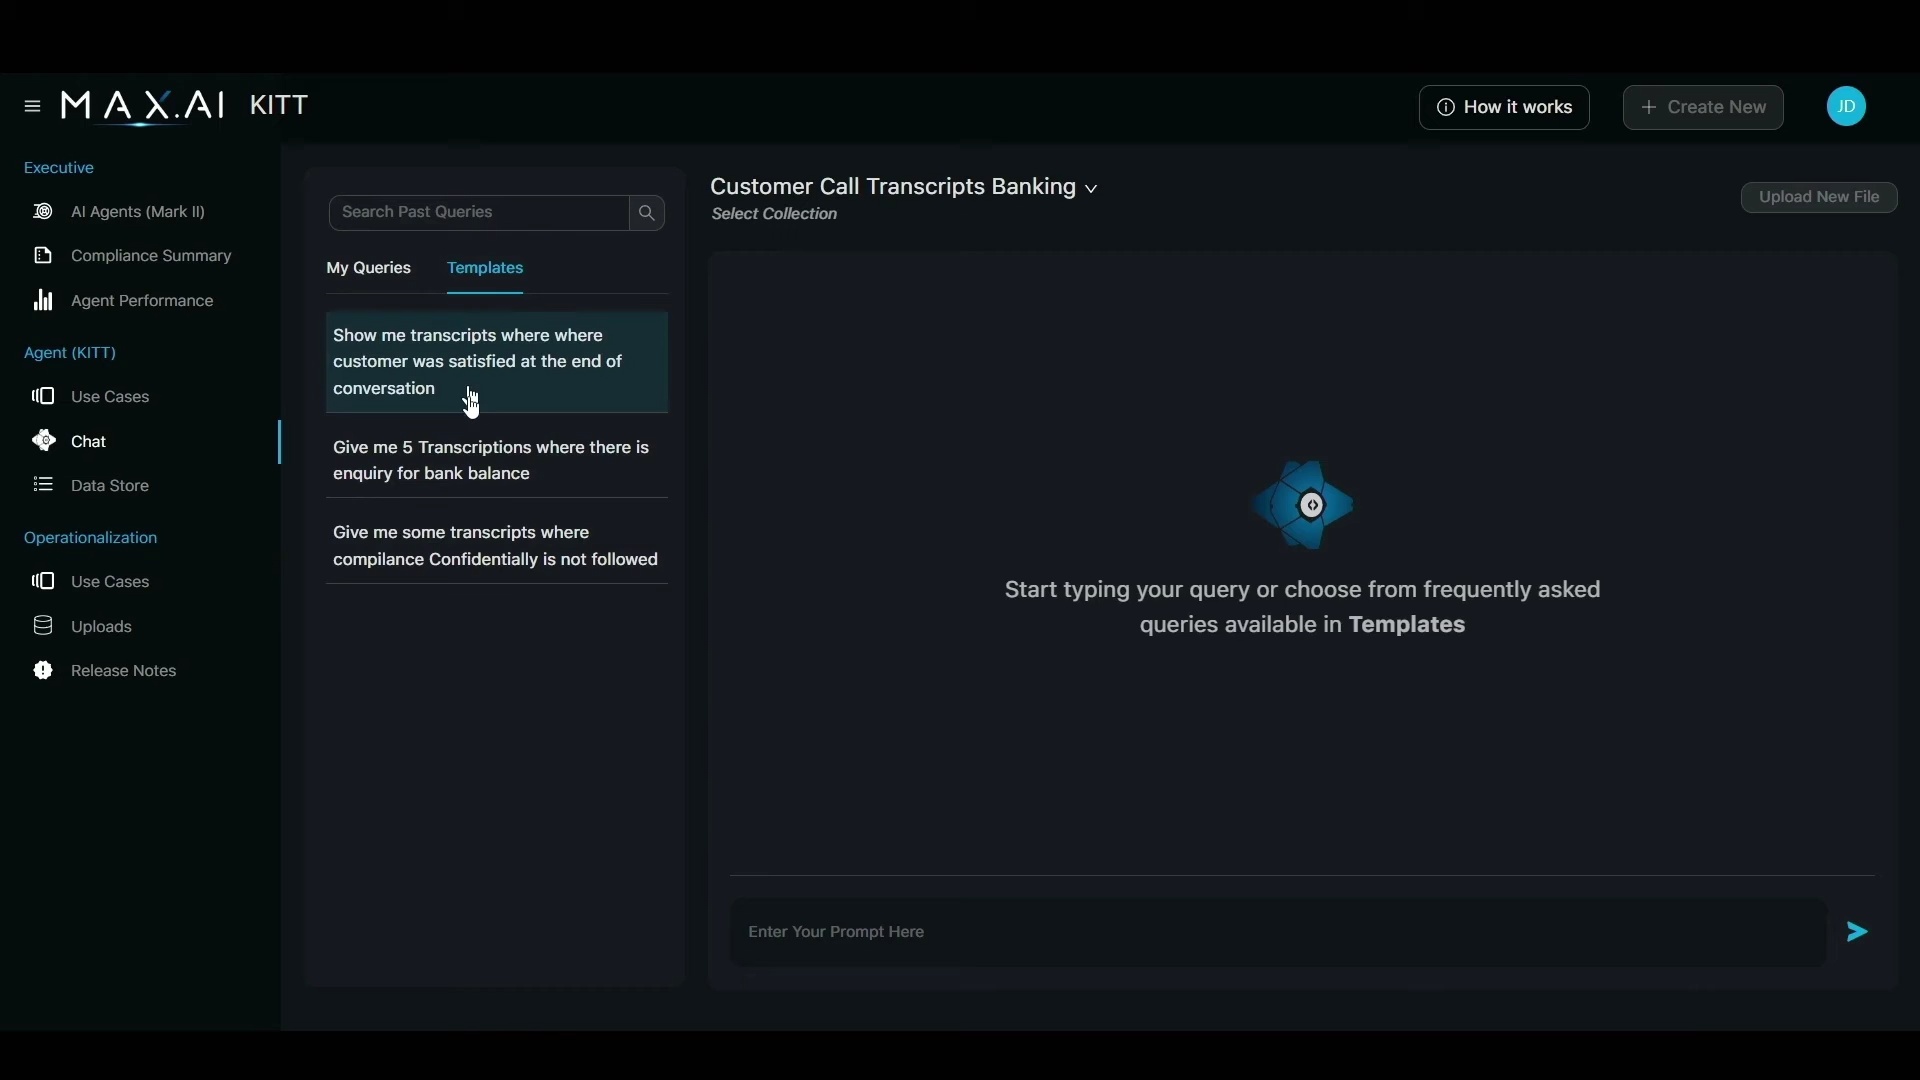 MAX.AI KITT
How it works
+ Create New
JD
Executive
AI Agents (Mark II)
Compliance Summary
Agent Performance
Agent (KITT)
Use Cases
Chat
Data Store
Operationalization
Use Cases
Uploads
Release Notes
Search Past Queries
My Queries
Templates
Show me transcripts where where
customer was satisfied at the end of
conversation
Give me 5 Transcriptions where there is
enquiry for bank balance
Give me some transcripts where
compilance Confidentially is not followed
Customer Call Transcripts Banking
Select Collection
Upload New File
Start typing your query or choose from frequently asked
queries available in Templates
Enter Your Prompt Here